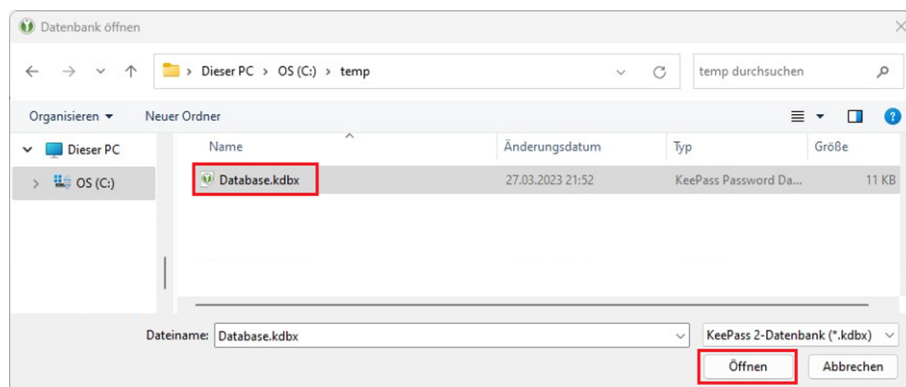 Datenbank öffnen
Dieser PC > OS (C:) > temp
temp durchsuchen
Organisieren
Neuer Ordner
Dieser PC
OS (C:)
Name
Änderungsdatum
Typ
Größe
Database.kdbx
27.03.2023 21:52
KeePass Password Da...
11 KB
Dateiname:
Database.kdbx
KeePass 2-Datenbank (*.kdbx)
Öffnen
Abbrechen